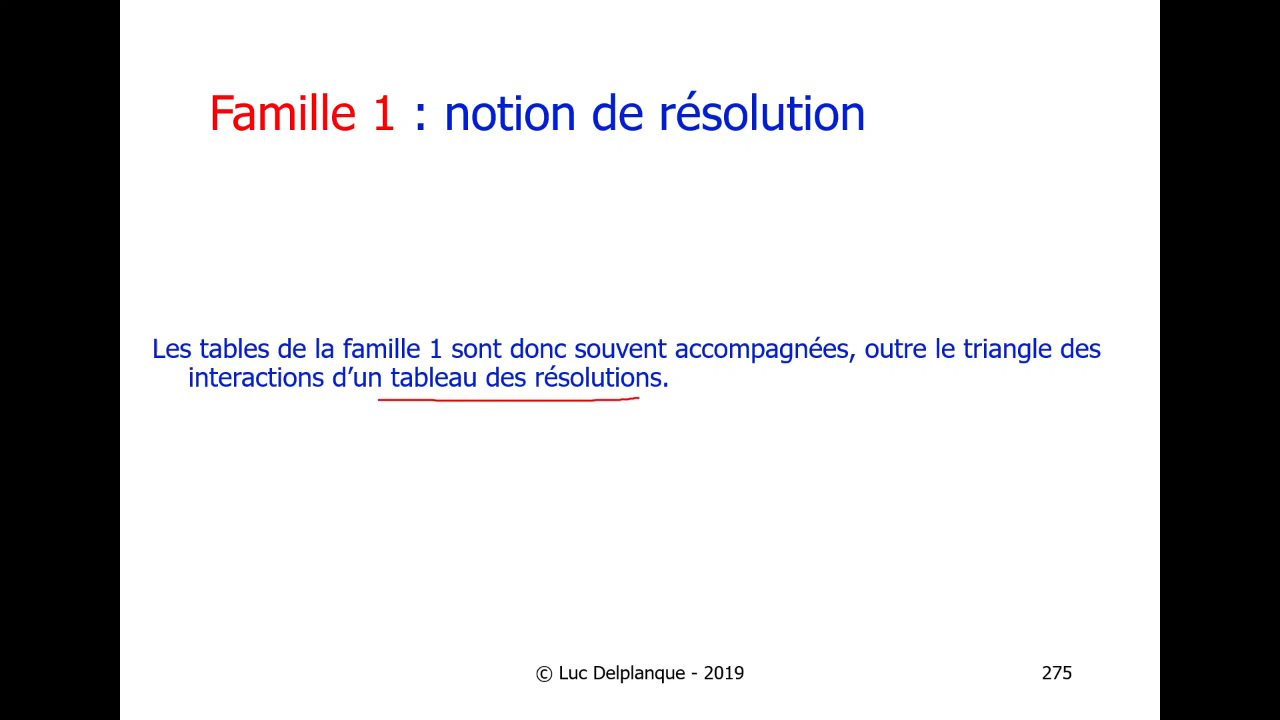 Famille 1 : notion de résolution
Les tables de la famille 1 sont donc souvent accompagnées, outre le triangle des
interactions d’un tableau des résolutions.
© Luc Delplanque - 2019
275